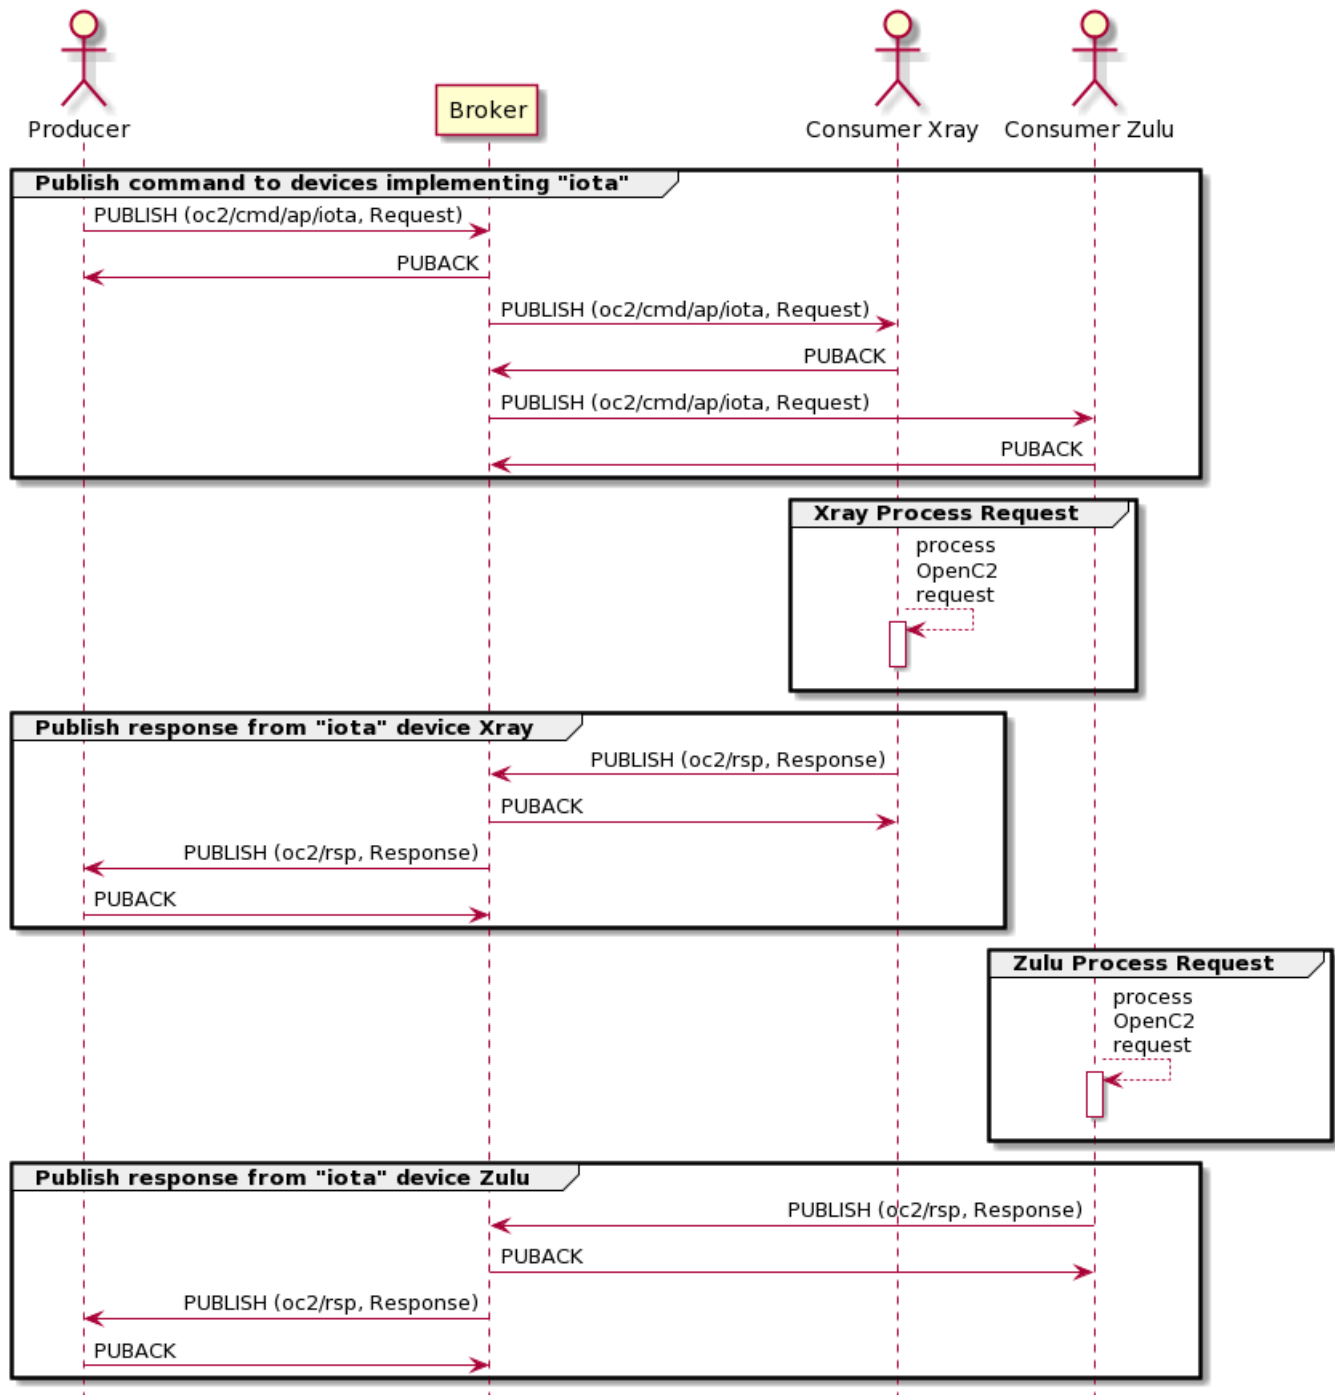 Producer
Broker
Consumer Xray
Consumer Zulu
Publish command to devices implementing "iota"
PUBLISH (oc2/cmd/ap/iota, Request)
PUBACK
PUBLISH (oc2/cmd/ap/iota, Request)
PUBACK
PUBLISH (oc2/cmd/ap/iota, Request)
PUBACK
Xray Process Request
process
OpenC2
request
Publish response from "iota" device Xray
PUBLISH (oc2/rsp, Response)
PUBACK
PUBLISH (oc2/rsp, Response)
PUBACK
Zulu Process Request
process
OpenC2
request
Publish response from "iota" device Zulu
PUBLISH (oc2/rsp, Response)
PUBACK
PUBLISH (oc2/rsp, Response)
PUBACK